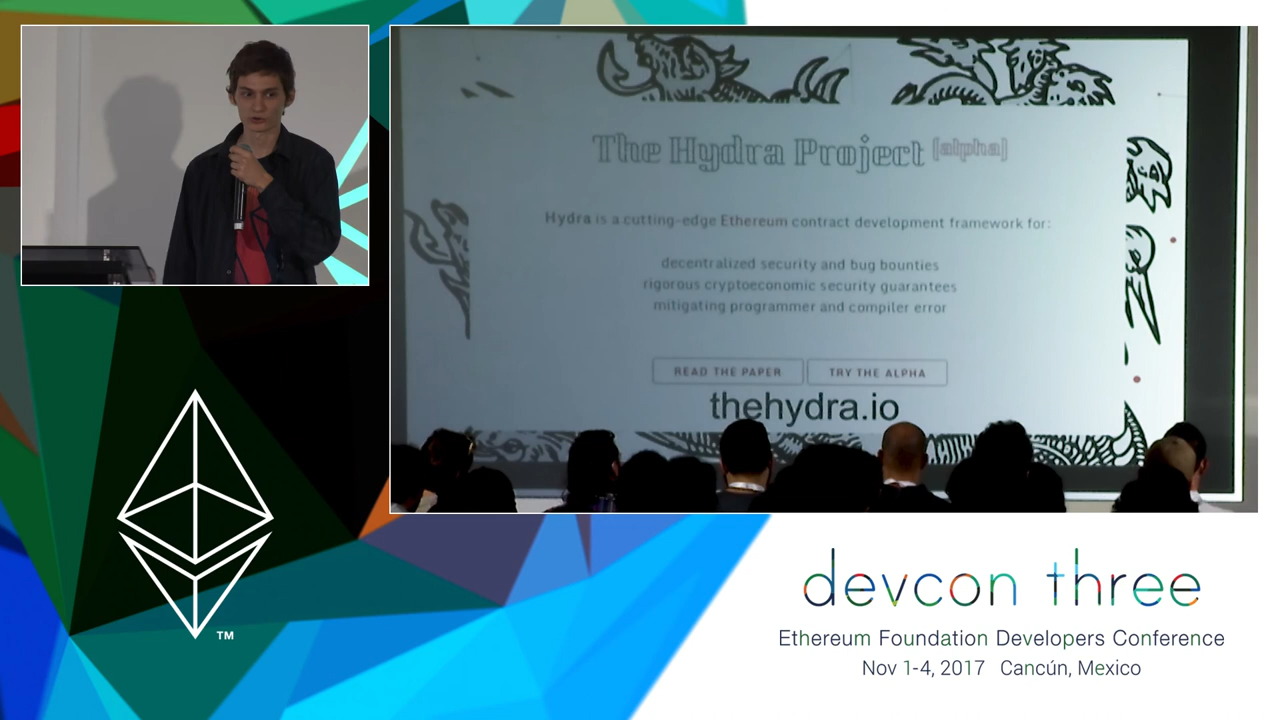 The Hydra Project [alpha]
Hydra is a cutting-edge Ethereum contract development framework for:
decentralized security and bug bounties
rigorous cryptoeconomic security guarantees
mitigating programmer and compiler error
READ THE PAPER
TRY THE ALPHA
thehydra.io
TM
devcon three
Ethereum Foundation Developers Conference
Nov 1-4, 2017 Cancún, Mexico